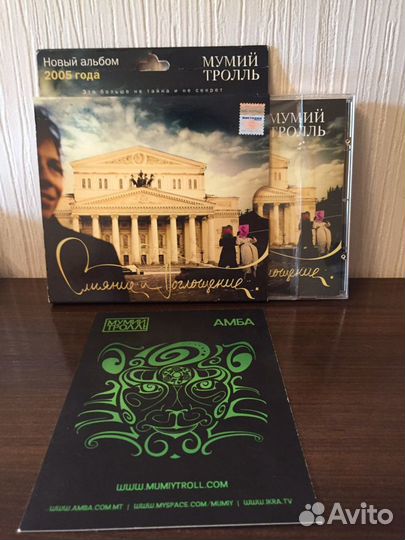 Новый альбом
2005 года
МУМИЙ
ТРОЛЛЬ
Это больше не тайна и не секрет
МУМИЙ
ТРОЛЛЬ
Слияние и Поглощение
МУМИЙ
ТРОЛЛЬ
АМБА
WWW.MUMIYTROLL.COM
| WWW.AMBA.COM.MT | WWW.MYSPACE.COM/MUMIY | WWW.IKRA.TV
Avito